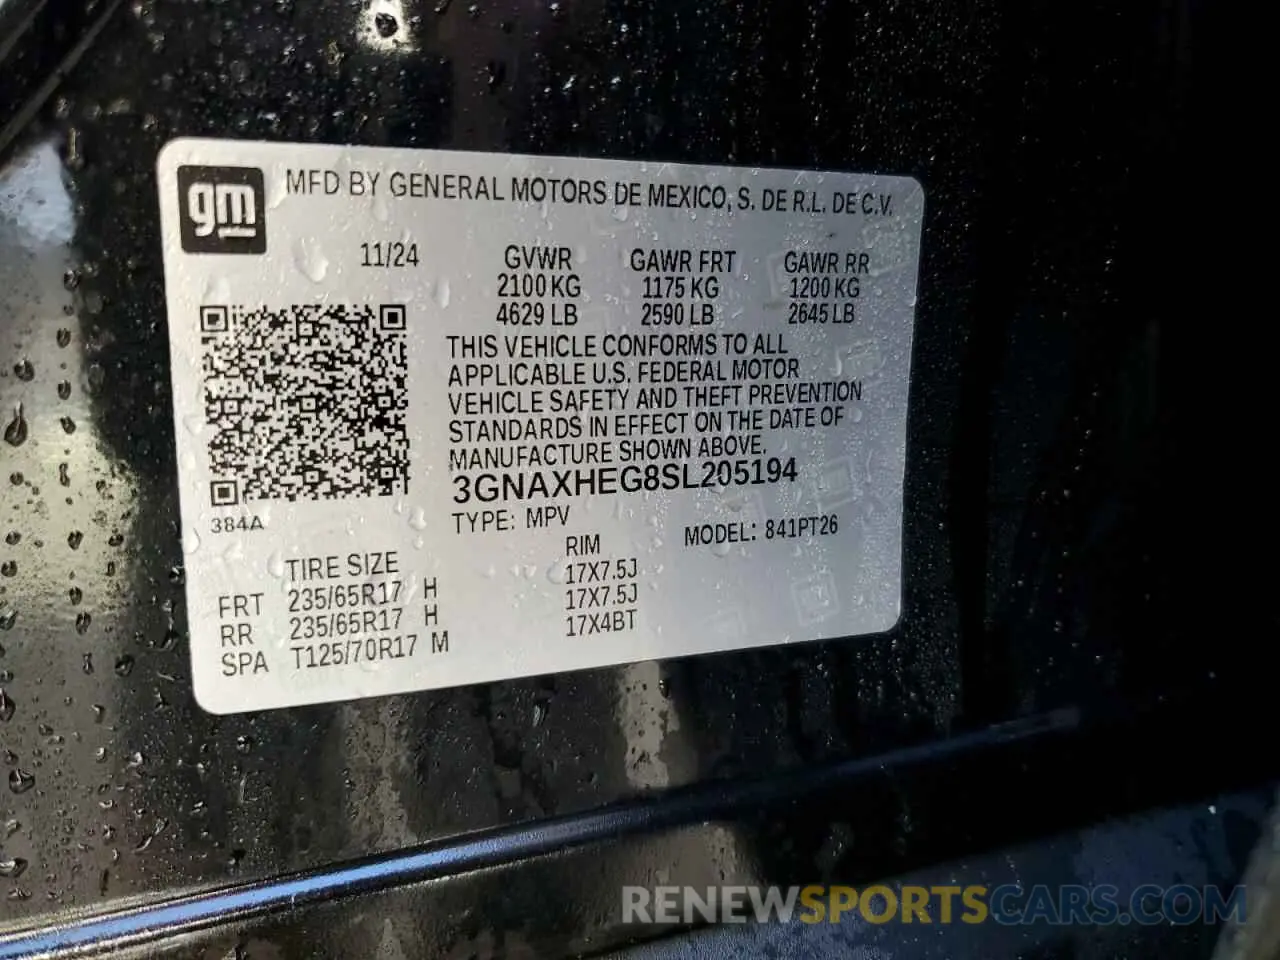 gm
MFD BY GENERAL MOTORS DE MEXICO, S. DE R.L. DE C.V.
11/24 GVWR GAWR FRT GAWR RR
2100 KG 1175 KG 1200 KG
4629 LB 2590 LB 2645 LB
THIS VEHICLE CONFORMS TO ALL
APPLICABLE U.S. FEDERAL MOTOR
VEHICLE SAFETY AND THEFT PREVENTION
STANDARDS IN EFFECT ON THE DATE OF
MANUFACTURE SHOWN ABOVE.
3GNAXHEG8SL205194
384A
TYPE: MPV MODEL: 841PT26
TIRE SIZE RIM
FRT 235/65R17 H 17X7.5J
RR 235/65R17 H 17X7.5J
SPA T125/70R17 M 17X4BT
RENEWSPORTSCARS.COM